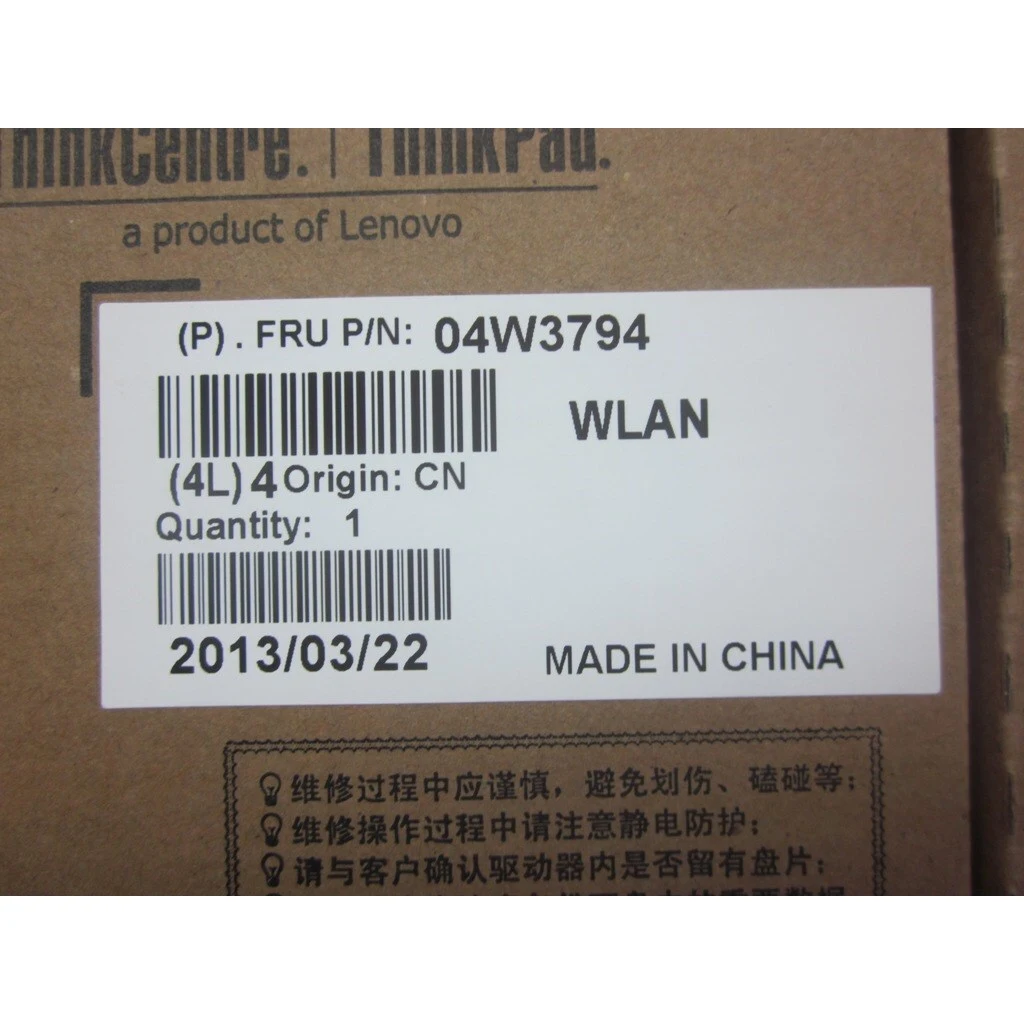 ThinkCentre. | ThinkPad.
a product of Lenovo
(P) . FRU P/N: 04W3794
WLAN
(4L) 4 Origin: CN
Quantity: 1
2013/03/22
MADE IN CHINA
维修过程中应谨慎，避免划伤、磕碰等；
维修操作过程中请注意静电防护；
请与客户确认驱动器内是否留有盘片；